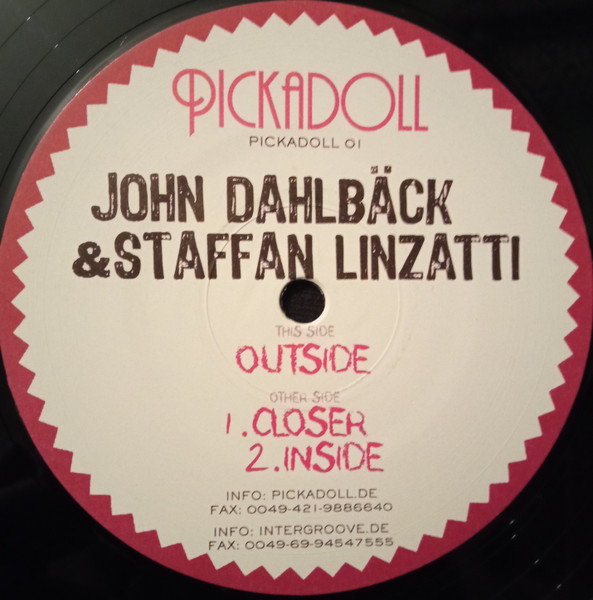 PICKADOLL
PICKADOLL 01
JOHN DAHLBÄCK
&STAFFAN LINZATTI
THIS SIDE
OUTSIDE
OTHER SIDE
1.CLOSER
2.INSIDE
INFO: PICKADOLL.DE
FAX: 0049-421-9886640
INFO: INTERGROOVE.DE
FAX: 0049-69-94547555